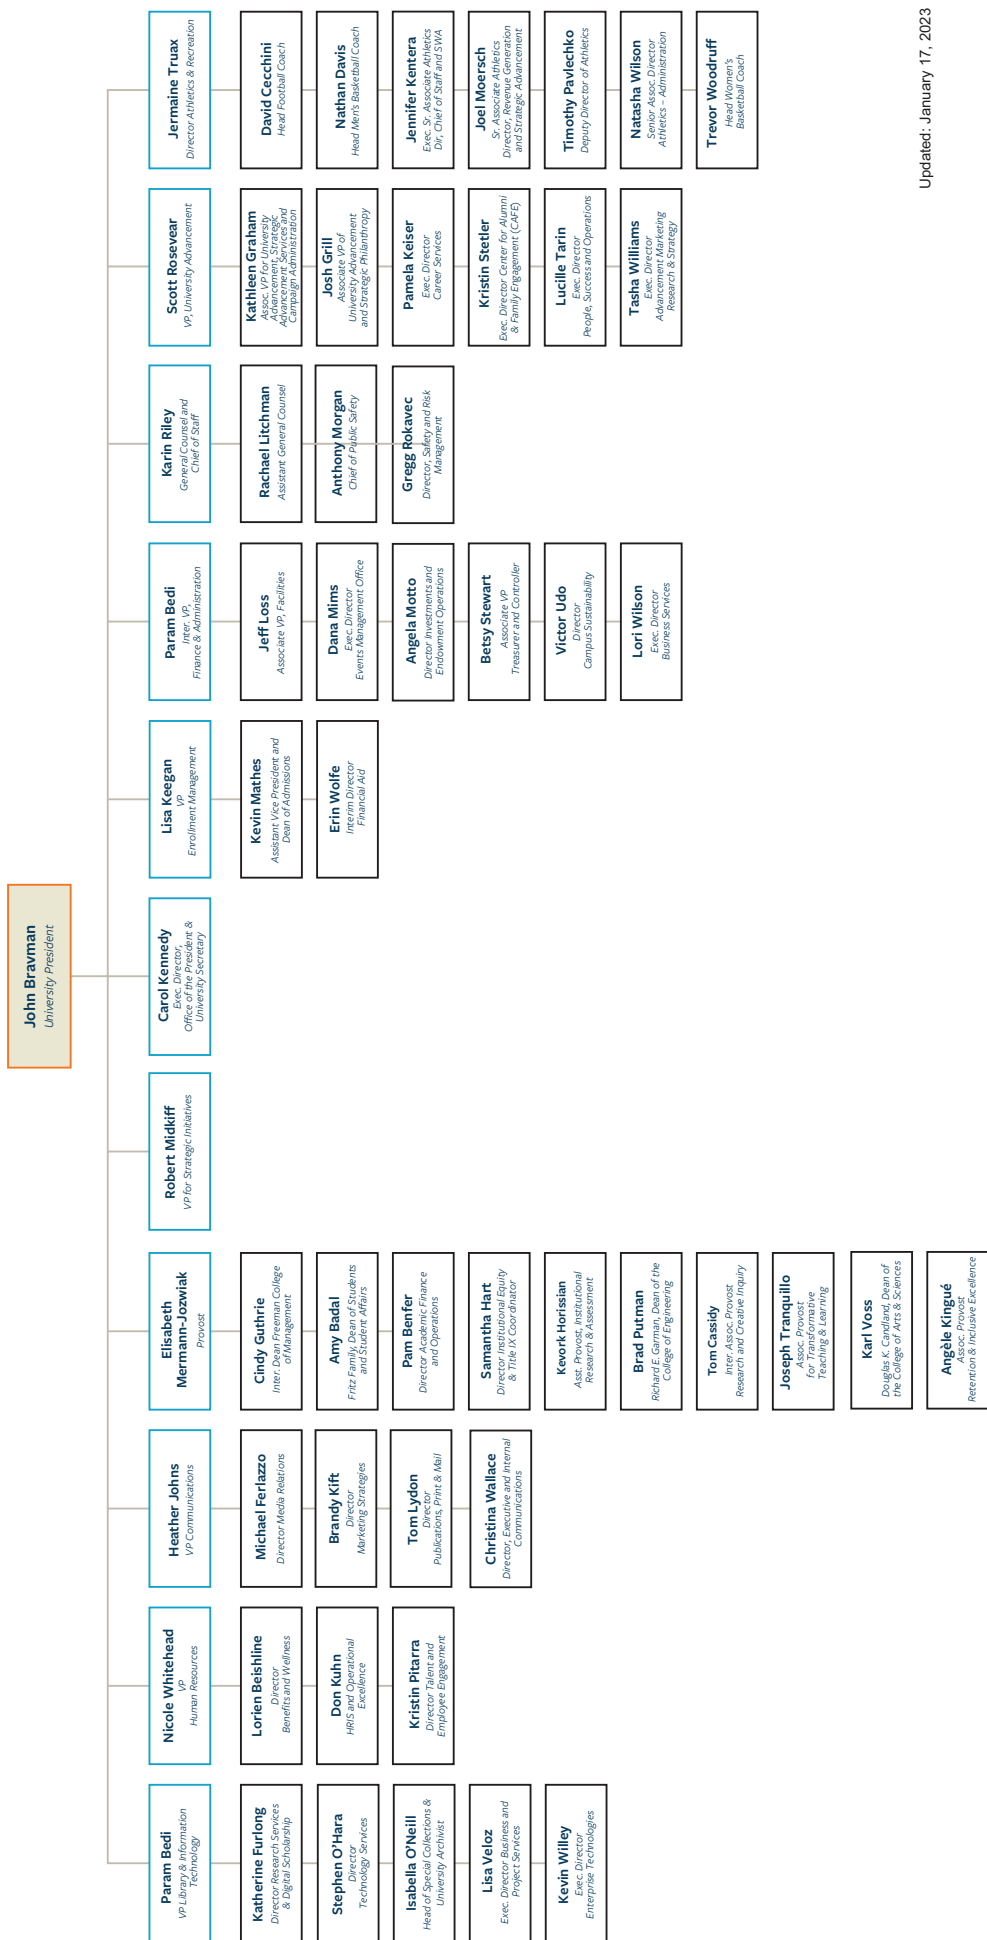 John Bravman
University President
Param Bedi
VP Library & Information
Technology
Katherine Furlong
Director Research Services
& Digital Scholarship
Stephen O'Hara
Director
Technology Services
Isabella O'Neill
Head of Special Collections &
University Archivist
Lisa Veloz
Exec. Director Business and
Project Services
Kevin Willey
Exec. Director
Enterprise Technologies
Nicole Whitehead
VP
Human Resources
Lorien Beishline
Director
Benefits and Wellness
Don Kuhn
HRIS and Operational
Excellence
Kristin Pitarra
Director Talent and
Employee Engagement
Heather Johns
VP Communications
Michael Ferlazzo
Director Media Relations
Brandy Kift
Director
Marketing Strategies
Tom Lydon
Director
Publications, Print & Mail
Christina Wallace
Director, Executive and Internal
Communications
Elisabeth
Mermann-Jozwiak
Provost
Cindy Guthrie
Inter. Dean Freeman College
of Management
Amy Badal
Fritz Family, Dean of Students
and Student Affairs
Pam Benfer
Director Academic Finance
and Operations
Samantha Hart
Director Institutional Equity
& Title IX Coordinator
Kevork Horissian
Asst. Provost, Institutional
Research & Assessment
Brad Putman
Richard E. Garman, Dean of the
College of Engineering
Tom Cassidy
Inter. Assoc. Provost
Research and Creative Inquiry
Joseph Tranquillo
Assoc. Provost
for Transformative
Teaching & Learning
Karl Voss
Douglas K. Candland, Dean of
the College of Arts & Sciences
Angèle Kingué
Assoc. Provost
Retention & Inclusive Excellence
Robert Midkiff
VP for Strategic Initiatives
Carol Kennedy
Exec. Director,
Office of the President &
University Secretary
Lisa Keegan
VP
Enrollment Management
Kevin Mathes
Assistant Vice President and
Dean of Admissions
Erin Wolfe
Interim Director
Financial Aid
Param Bedi
Inter. VP,
Finance & Administration
Jeff Loss
Associate VP, Facilities
Dana Mims
Exec. Director
Events Management Office
Angela Motto
Director Investments and
Endowment Operations
Betsy Stewart
Associate VP
Treasurer and Controller
Victor Udo
Director
Campus Sustainability
Lori Wilson
Exec. Director
Business Services
Karin Riley
General Counsel and
Chief of Staff
Rachael Litchman
Assistant General Counsel
Anthony Morgan
Chief of Public Safety
Gregg Rokavec
Director, Safety and Risk
Management
Scott Rosevear
VP, University Advancement
Kathleen Graham
Assoc. VP for University
Advancement, Strategic
Advancement Services and
Campaign Administration
Josh Grill
Associate VP of
University Advancement
and Strategic Philanthropy
Pamela Keiser
Exec. Director
Career Services
Kristin Stetler
Exec. Director Center for Alumni
& Family Engagement (CAFE)
Lucille Tarin
Exec. Director
People, Success and Operations
Tasha Williams
Exec. Director
Advancement Marketing
Research & Strategy
Jermaine Truax
Director Athletics & Recreation
David Cecchini
Head Football Coach
Nathan Davis
Head Men's Basketball Coach
Jennifer Kentera
Exec. Sr. Associate Athletics
Dir, Chief of Staff and SWA
Joel Moersch
Sr. Associate Athletics
Director, Revenue Generation
and Strategic Advancement
Timothy Pavlechko
Deputy Director of Athletics
Natasha Wilson
Senior Assoc. Director
Athletics – Administration
Trevor Woodruff
Head Women's
Basketball Coach
Updated: January 17, 2023